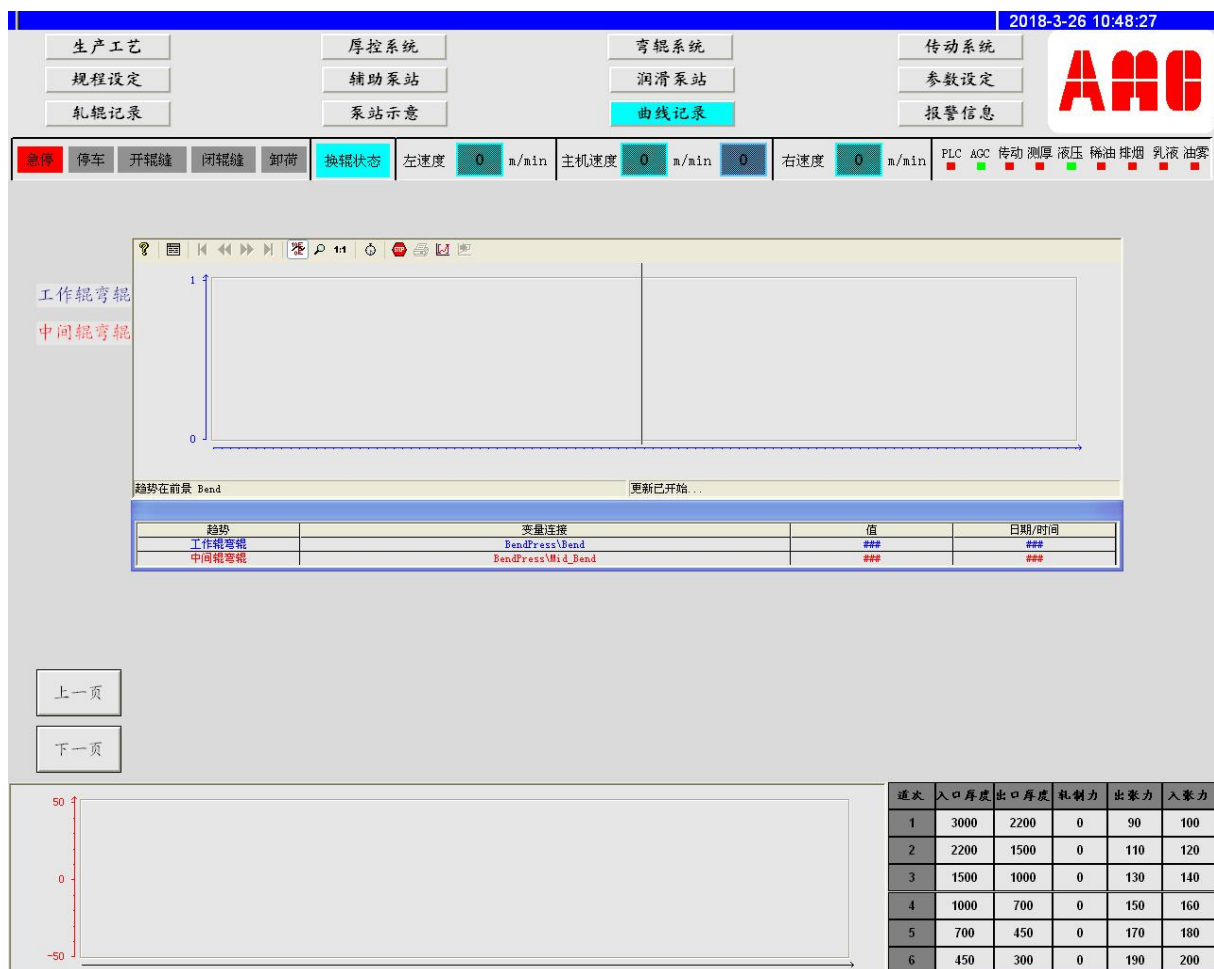 2018-3-26 10:48:27
生产工艺 厚控系统 弯辊系统 传动系统
规程设定 辅助泵站 润滑泵站 参数设定
轧辊记录 泵站示意 曲线记录 报警信息
AMG
急停 停车 开辊缝 闭辊缝 卸荷 换辊状态 左速度 0 m/min 主机速度 0 m/min 0 右速度 0 m/min PLC AGC 传动 测厚 液压 稀油 排烟 乳液 油雾
1:1
STOP
1
工作辊弯辊
中间辊弯辊
0
趋势在前景 Bend 更新已开始...
趋势 变量连接 值 日期/时间
工作辊弯辊 BendPress\Bend ### ###
中间辊弯辊 BendPress\Mid_Bend ### ###
上一页
下一页
50
0
-50
道次 入口厚度 出口厚度 轧制力 出张力 入张力
1 3000 2200 0 90 100
2 2200 1500 0 110 120
3 1500 1000 0 130 140
4 1000 700 0 150 160
5 700 450 0 170 180
6 450 300 0 190 200